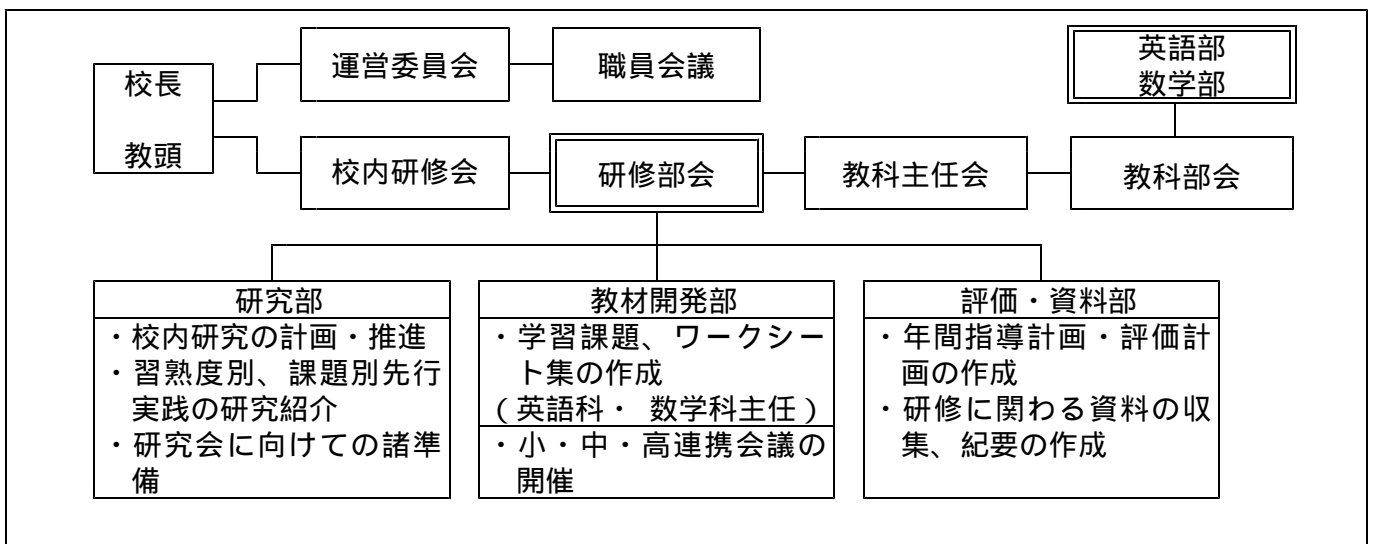 運営委員会
職員会議
英語部
数学部
校長
教頭
校内研修会
研修部会
教科主任会
教科部会
研究部
・校内研究の計画・推進
・習熟度別、課題別先行
実践の研究紹介
・研究会に向けての諸準
備
教材開発部
・学習課題、ワークシー
ト集の作成
(英語科・ 数学科主任)
・小・中・高連携会議の
開催
評価・資料部
・年間指導計画・評価計
画の作成
・研修に関わる資料の収
集、紀要の作成